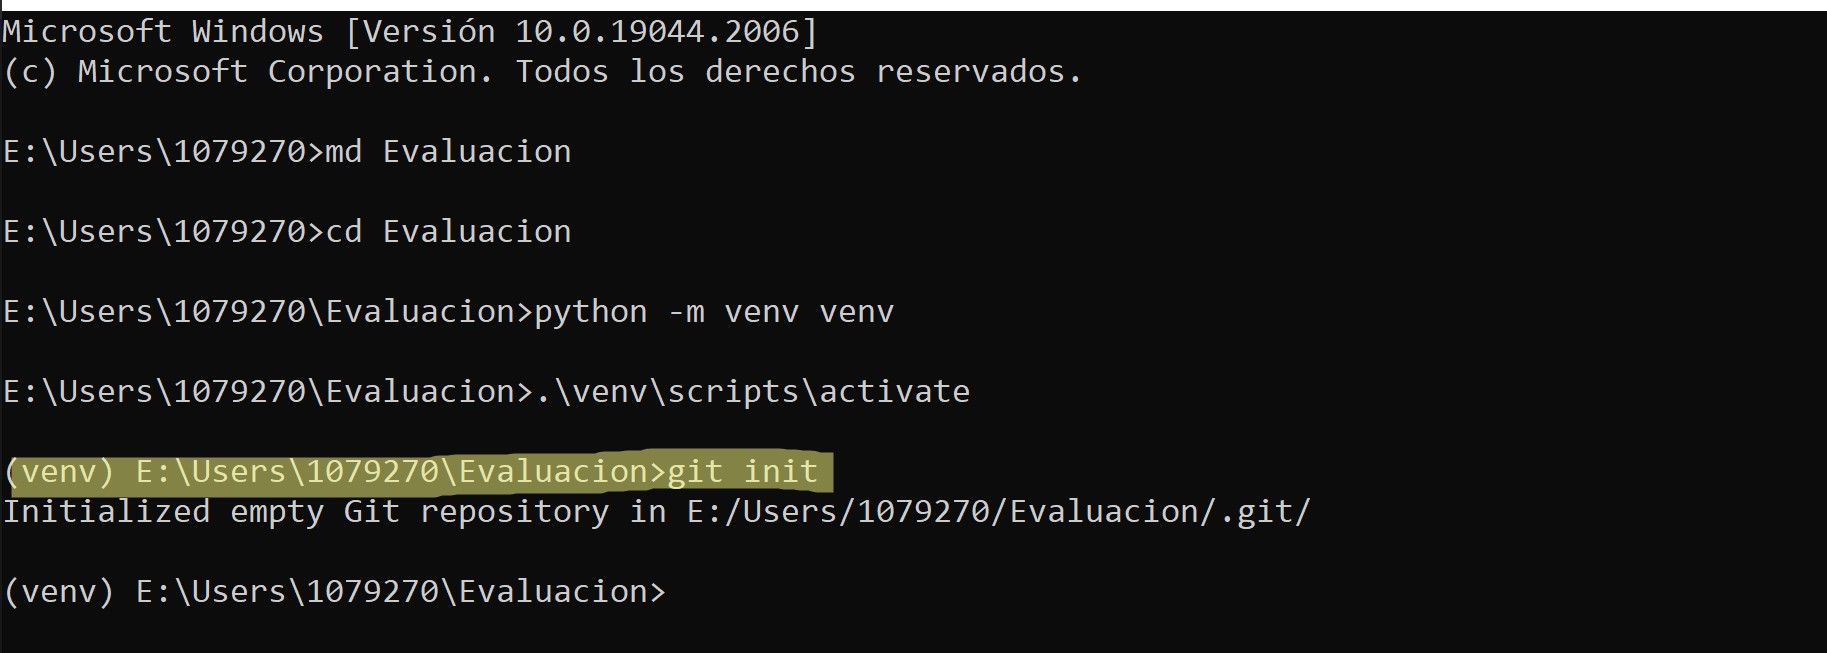 Microsoft Windows [Versión 10.0.19044.2006]
(c) Microsoft Corporation. Todos los derechos reservados.
E:\Users\1079270>md Evaluacion
E:\Users\1079270>cd Evaluacion
E:\Users\1079270\Evaluacion>python -m venv venv
E:\Users\1079270\Evaluacion>.\venv\scripts\activate
(venv) E:\Users\1079270\Evaluacion>git init
Initialized empty Git repository in E:/Users/1079270/Evaluacion/.git/
(venv) E:\Users\1079270\Evaluacion>